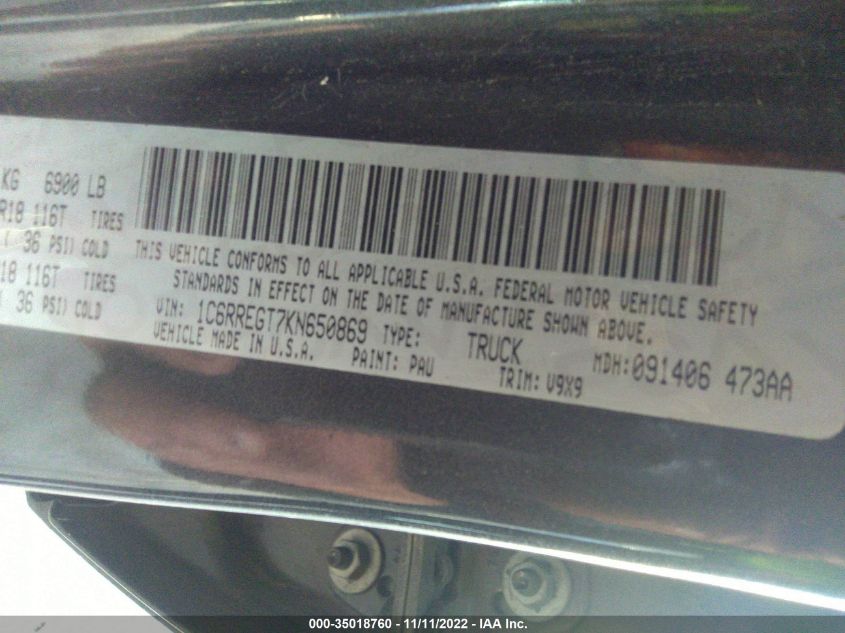 KG 6900 LB
R18 116T TIRES
36 PSI) COLD
R18 116T TIRES
36 PSI) COLD
THIS VEHICLE CONFORMS TO ALL APPLICABLE U.S.A. FEDERAL MOTOR VEHICLE SAFETY
STANDARDS IN EFFECT ON THE DATE OF MANUFACTURE SHOWN ABOVE.
VIN: 1C6RREGT7KN650869 TYPE: TRUCK MDH:091406 473AA
VEHICLE MADE IN U.S.A. PAINT: PAU TRIM: V9X9
000-35018760 - 11/11/2022 - IAA Inc.